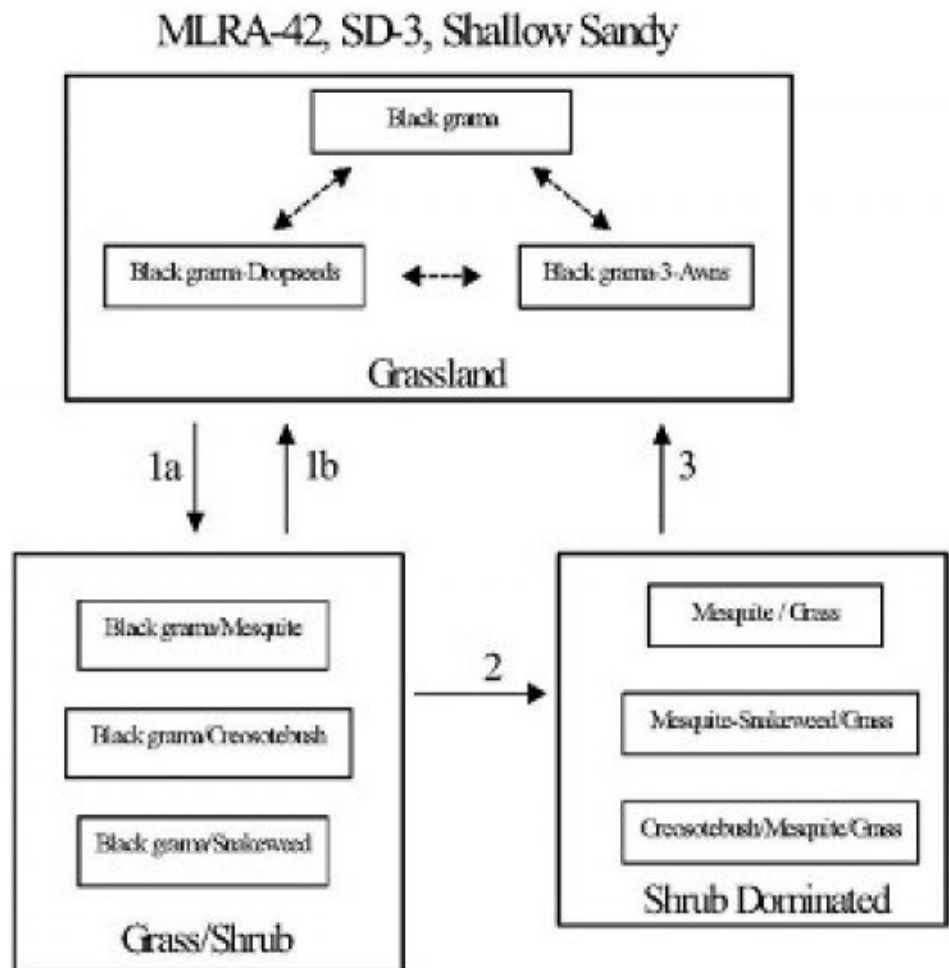 MLRA-42, SD-3, Shallow Sandy
Black grama
Black grama-Dropseeds
Black grama-3-Awns
Grassland
1a
1b
3
Black grama/Mesquite
Black grama/Creosotebush
Black grama/Snakeweed
Grass/Shrub
2
Mesquite / Grass
Mesquite-Snakeweed/Grass
Creosotebush/Mesquite/Grass
Shrub Dominated